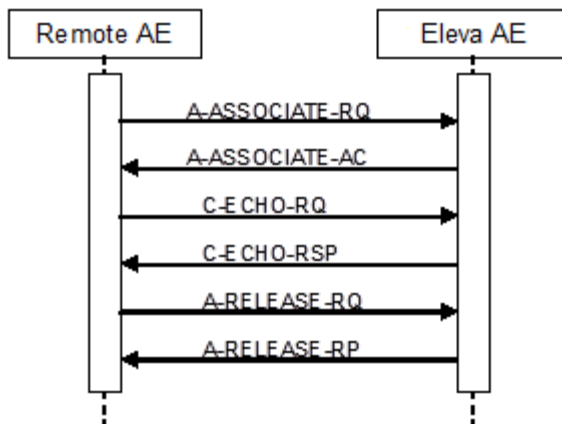 Remote AE
Eleva AE
A-ASSOCIATE-RQ
A-ASSOCIATE-AC
C-ECHO-RQ
C-ECHO-RSP
A-RELEASE-RQ
A-RELEASE-RP